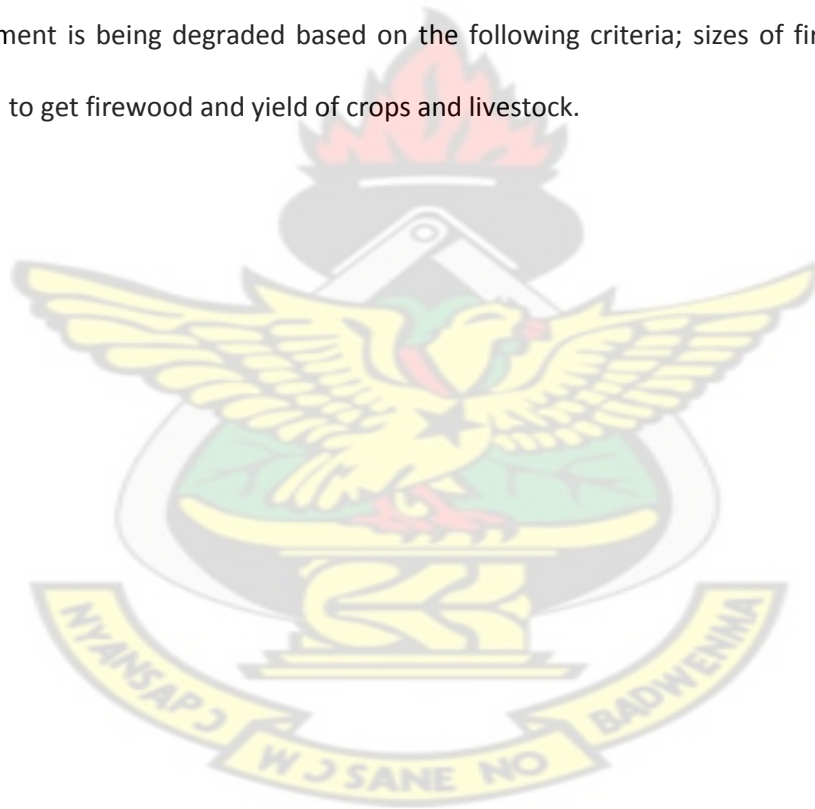 ment is being degraded based on the following criteria; sizes of fir
to get firewood and yield of crops and livestock.
NYANSAPƆ
WƆSANE NO
BADWENMA